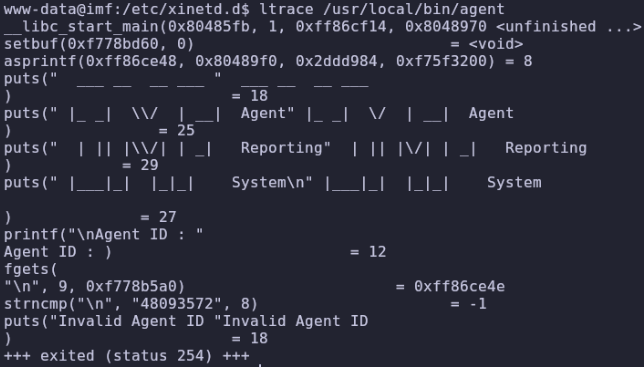 www-data@imf:/etc/xinetd.d$ ltrace /usr/local/bin/agent
__libc_start_main(0x80485fb, 1, 0xff86cf14, 0x8048970 <unfinished ...>
setbuf(0xf778bd60, 0)                            = <void>
asprintf(0xff86ce48, 0x80489f0, 0x2ddd984, 0xf75f3200) = 8
puts("  ___ __  __ ___ "  ___ __  __ ___
)                        = 18
puts(" |_ _|  \\/  | __|  Agent" |_ _|  \/  | __|  Agent
)                = 25
puts("  | || |\\/| | _|   Reporting"  | || |\/| | _|   Reporting
)            = 29
puts(" |___|_|  |_|_|    System\n" |___|_|  |_|_|    System

)              = 27
printf("\nAgent ID : "
Agent ID : )                          = 12
fgets(
"\n", 9, 0xf778b5a0)                       = 0xff86ce4e
strncmp("\n", "48093572", 8)                     = -1
puts("Invalid Agent ID "Invalid Agent ID
)                        = 18
+++ exited (status 254) +++